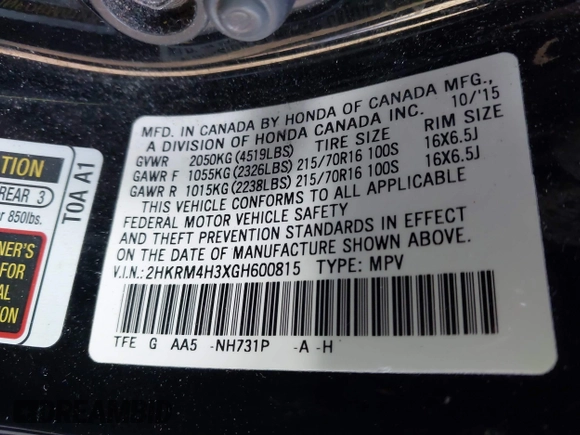 MFD. IN CANADA BY HONDA OF CANADA MFG.,
A DIVISION OF HONDA CANADA INC. 10/'15
GVWR 2050KG (4519LBS) TIRE SIZE RIM SIZE
GAWR F 1055KG (2326LBS) 215/70R16 100S 16X6.5J
GAWR R 1015KG (2238LBS) 215/70R16 100S 16X6.5J
THIS VEHICLE CONFORMS TO ALL APPLICABLE
FEDERAL MOTOR VEHICLE SAFETY
AND THEFT PREVENTION STANDARDS IN EFFECT
ON THE DATE OF MANUFACTURE SHOWN ABOVE.
V.I.N.: 2HKRM4H3XGH600815 TYPE: MPV
TFE G AA5 -NH731P -A -H
TION
REAR 3
r 850lbs.
NER'S
FOR
AL
TION
TOA A1